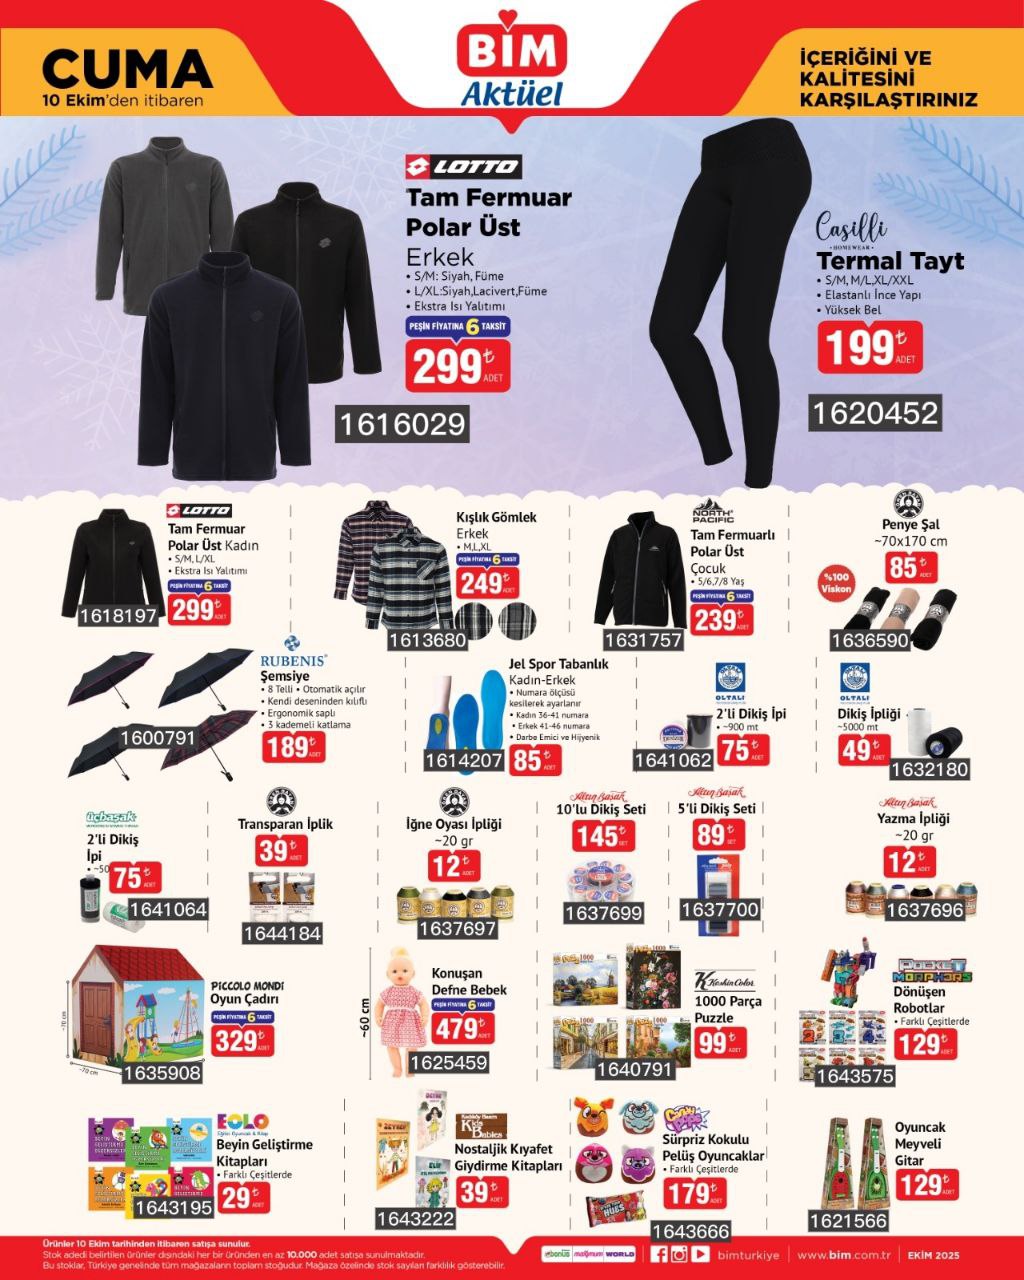 CUMA
10 Ekim'den itibaren
BİM
Aktüel
İÇERİĞİNİ VE
KALİTESİNİ
KARŞILAŞTIRINIZ
LOTTO
Tam Fermuar
Polar Üst
Erkek
• S/M: Siyah, Füme
• L/XL:Siyah,Lacivert,Füme
• Ekstra Isı Yalıtımı
PEŞİN FİYATINA 6 TAKSİT
299₺
ADET
1616029
Casilli
HOMEWEAR
Termal Tayt
• S/M, M/L,XL/XXL
• Elastanlı İnce Yapı
• Yüksek Bel
199₺
ADET
1620452
LOTTO
Tam Fermuar
Polar Üst Kadın
• S/M, L/XL
• Ekstra Isı Yalıtımı
PEŞİN FİYATINA 6 TAKSİT
299₺
ADET
1618197
Kışlık Gömlek
Erkek
• M,L,XL
PEŞİN FİYATINA 6 TAKSİT
249₺
ADET
1613680
NORTH
PACIFIC
Tam Fermuarlı
Polar Üst
Çocuk
• 5/6,7/8 Yaş
PEŞİN FİYATINA 6 TAKSİT
239₺
ADET
1631757
Penye Şal
~70x170 cm
85₺
ADET
%100
Viskon
1636590
RUBENIS
Şemsiye
• 8 Telli • Otomatik açılır
• Kendi deseninden kılıflı
• Ergonomik saplı
• 3 kademeli katlama
189₺
ADET
1600791
Jel Spor Tabanlık
Kadın-Erkek
• Numara ölçüsü
kesilerek ayarlanır
• Kadın 36-41 numara
• Erkek 41-46 numara
• Darbe Emici ve Hijyenik
85₺
ADET
1614207
OLTALI
2'li Dikiş İpi
• ~900 mt
75₺
ADET
1641062
OLTALI
Dikiş İpliği
~5000 mt
49₺
ADET
1632180
üçbaşak
2'li Dikiş
İpi
• ~50
75₺
ADET
1641064
Transparan İplik
39₺
ADET
1644184
İğne Oyası İpliği
~20 gr
12₺
ADET
1637697
Altın Başak
10'lu Dikiş Seti
145₺
SET
1637699
Altın Başak
5'li Dikiş Seti
89₺
SET
1637700
Altın Başak
Yazma İpliği
~20 gr
12₺
ADET
1637696
PICCOLO MONDI
Oyun Çadırı
PEŞİN FİYATINA 6 TAKSİT
329₺
ADET
~70 cm
~70 cm
1635908
Konuşan
Defne Bebek
PEŞİN FİYATINA 6 TAKSİT
479₺
ADET
~60 cm
1625459
1000
1000
1000
1000
KeskinColor
1000 Parça
Puzzle
99₺
ADET
1640791
POCKET
MORPHERS
Dönüşen
Robotlar
• Farklı Çeşitlerde
129₺
ADET
1643575
EOLO
Eğitici Oyuncak & Kitap
Beyin Geliştirme
Kitapları
• Farklı Çeşitlerde
29₺
ADET
1643195
Kadıköy Basım
Kids
Babies
Nostaljik Kıyafet
Giydirme Kitapları
39₺
ADET
1643222
Candy Pops
Sürpriz Kokulu
Pelüş Oyuncaklar
• Farklı Çeşitlerde
179₺
ADET
1643666
Oyuncak
Meyveli
Gitar
129₺
ADET
1621566
Ürünler 10 Ekim tarihinden itibaren satışa sunulur.
Stok adedi belirtilen ürünler dışındaki her bir üründen en az 10.000 adet satışa sunulmaktadır.
Bu stoklar, Türkiye genelinde tüm mağazaların toplam stoğudur. Mağaza özelinde stok sayıları farklılık gösterebilir.
bonus maximum WORLD
bimturkiye
www.bim.com.tr
EKİM 2025